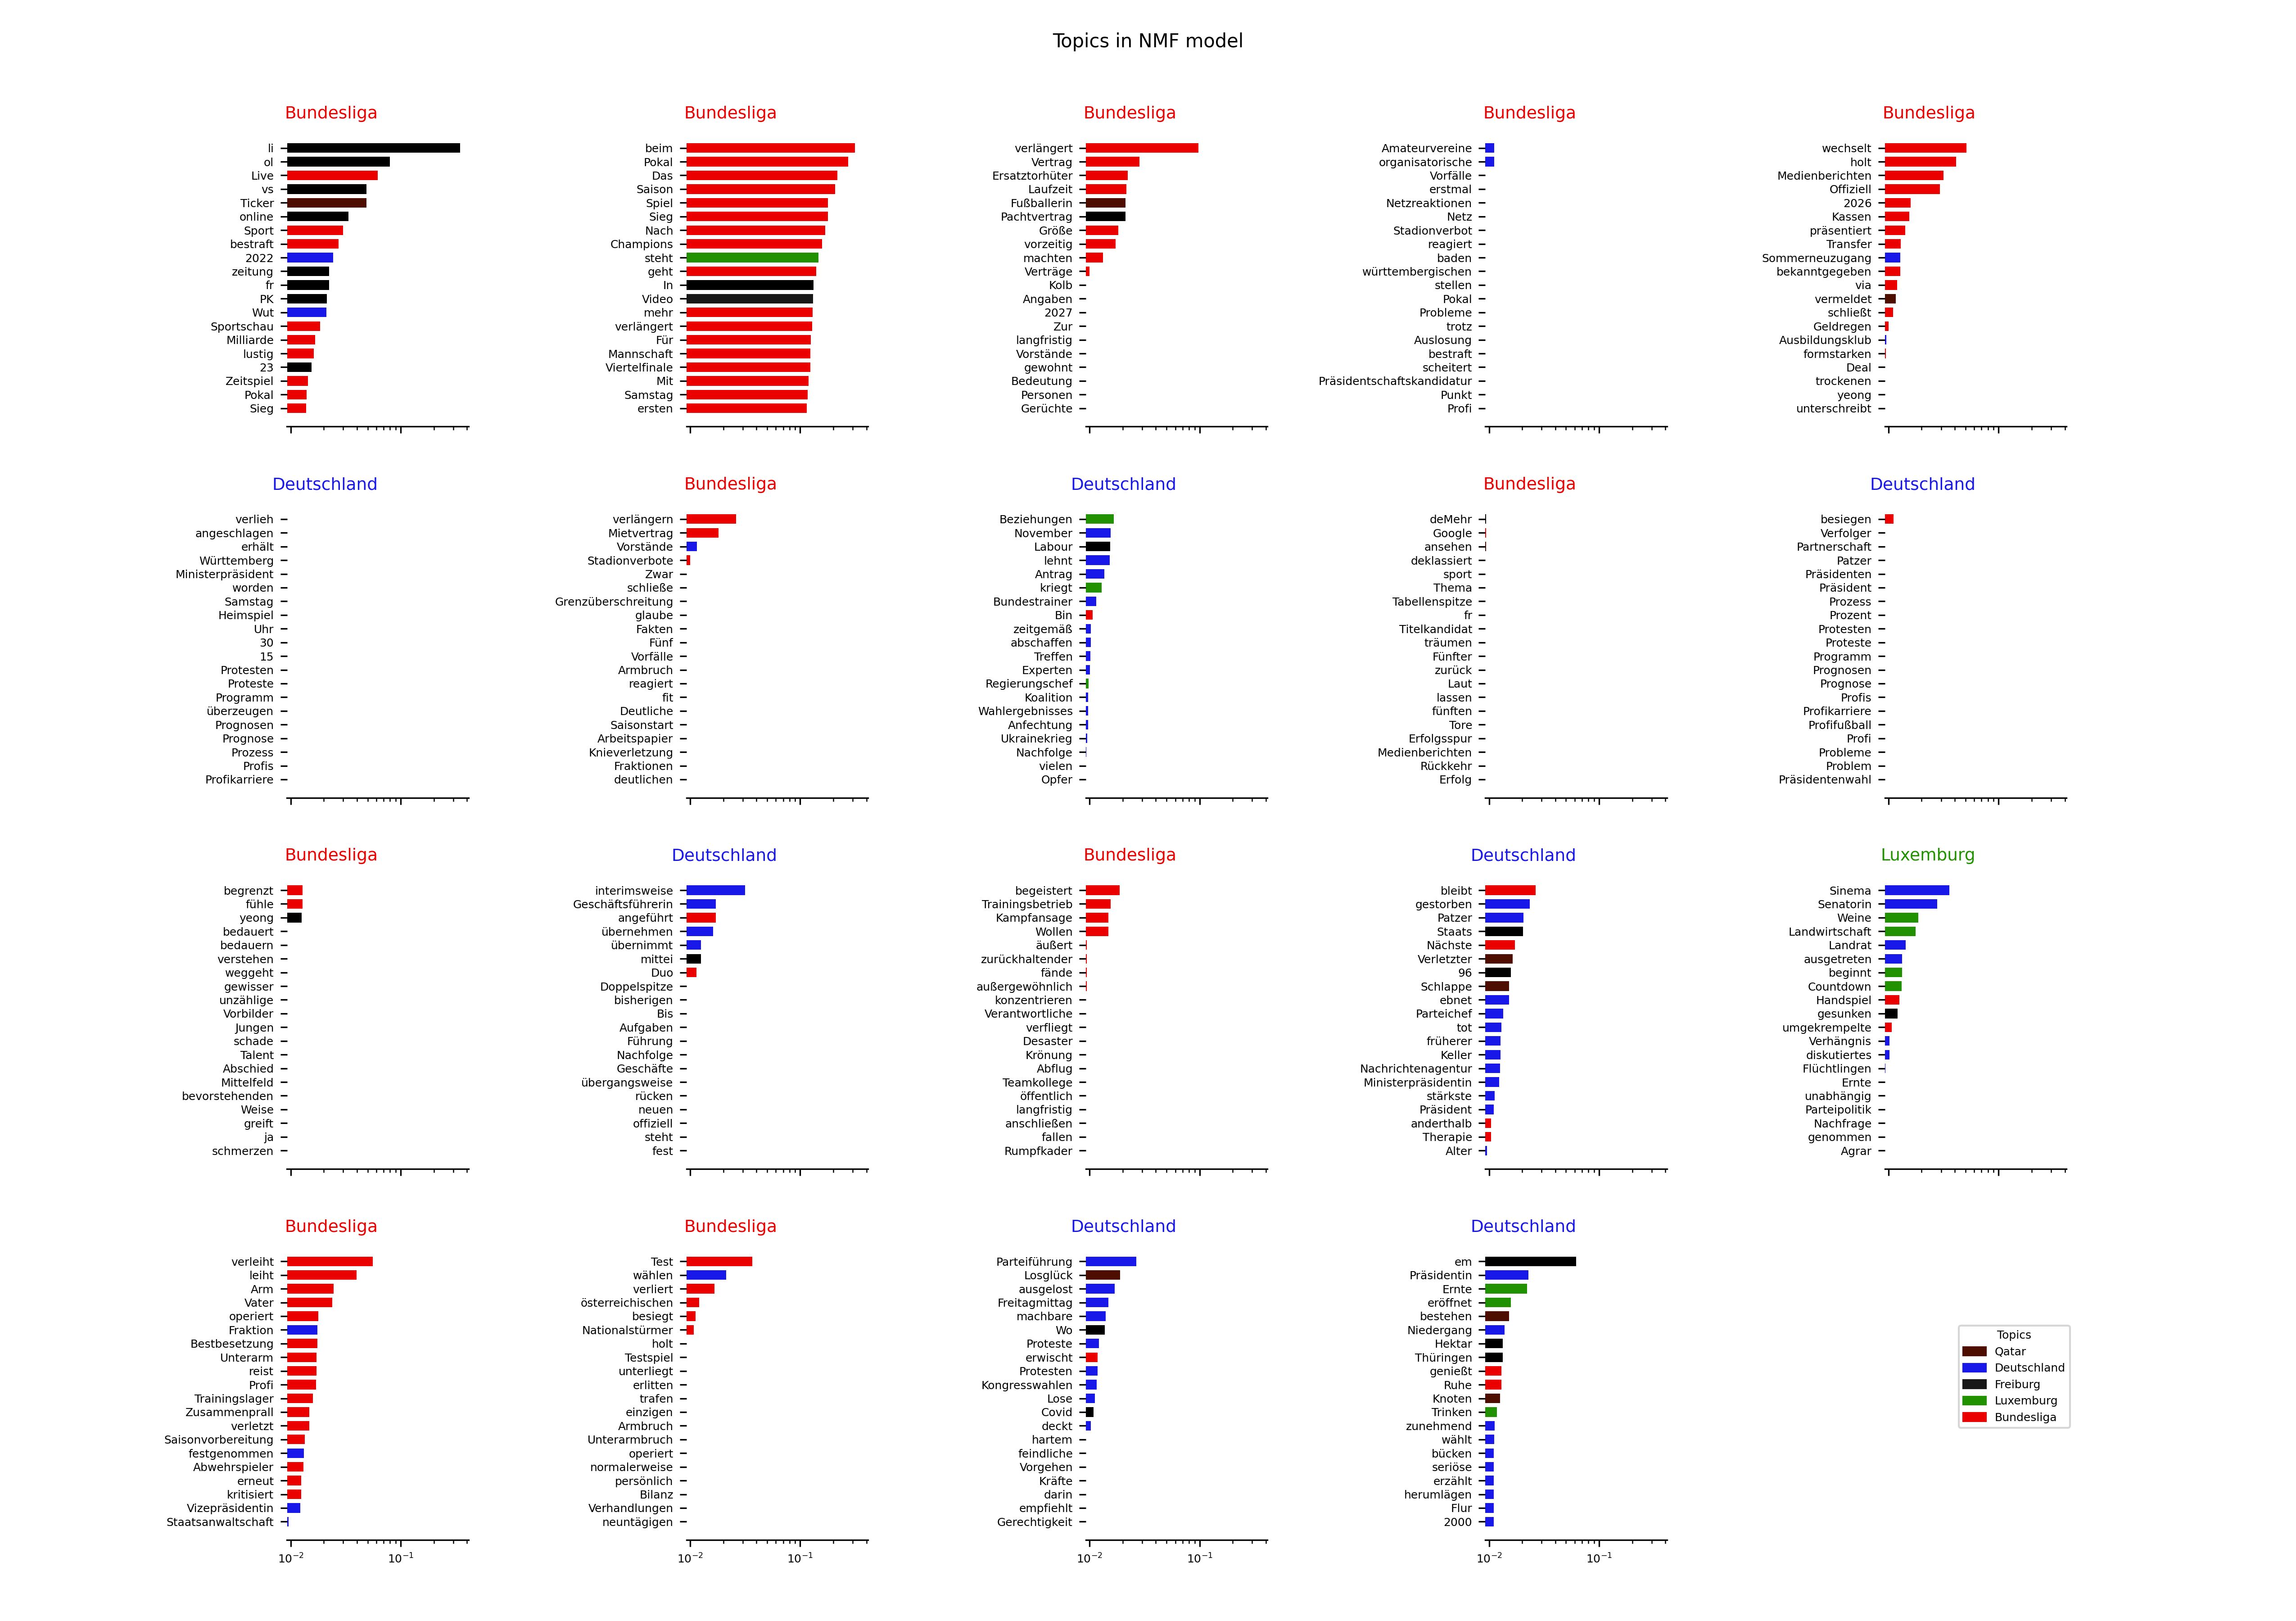 Topics in NMF model
Bundesliga
li
ol
Live
vs
Ticker
online
Sport
bestraft
2022
zeitung
fr
PK
Wut
Sportschau
Milliarde
lustig
23
Zeitspiel
Pokal
Sieg
Bundesliga
beim
Pokal
Das
Saison
Spiel
Sieg
Nach
Champions
steht
geht
In
Video
mehr
verlängert
Für
Mannschaft
Viertelfinale
Mit
Samstag
ersten
Bundesliga
verlängert
Vertrag
Ersatztorhüter
Laufzeit
Fußballerin
Pachtvertrag
Größe
vorzeitig
machten
Verträge
Kolb
Angaben
2027
Zur
langfristig
Vorstände
gewohnt
Bedeutung
Personen
Gerüchte
Bundesliga
Amateurvereine
organisatorische
Vorfälle
erstmal
Netzreaktionen
Netz
Stadionverbot
reagiert
baden
württembergischen
stellen
Pokal
Probleme
trotz
Auslosung
bestraft
scheitert
Präsidentschaftskandidatur
Punkt
Profi
Bundesliga
wechselt
holt
Medienberichten
Offiziell
2026
Kassen
präsentiert
Transfer
Sommerneuzugang
bekanntgegeben
via
vermeldet
schließt
Geldregen
Ausbildungsklub
formstarken
Deal
trockenen
yeong
unterschreibt
Deutschland
verlieh
angeschlagen
erhält
Württemberg
Ministerpräsident
worden
Samstag
Heimspiel
Uhr
30
15
Protesten
Proteste
Programm
überzeugen
Prognosen
Prognose
Prozess
Profis
Profikarriere
Bundesliga
verlängern
Mietvertrag
Vorstände
Stadionverbote
Zwar
schließe
Grenzüberschreitung
glaube
Fakten
Fünf
Vorfälle
Armbruch
reagiert
fit
Deutliche
Saisonstart
Arbeitspapier
Knieverletzung
Fraktionen
deutlichen
Deutschland
Beziehungen
November
Labour
lehnt
Antrag
kriegt
Bundestrainer
Bin
zeitgemäß
abschaffen
Treffen
Experten
Regierungschef
Koalition
Wahlergebnisses
Anfechtung
Ukrainekrieg
Nachfolge
vielen
Opfer
Bundesliga
deMehr
Google
ansehen
deklassiert
sport
Thema
Tabellenspitze
fr
Titelkandidat
träumen
Fünfter
zurück
Laut
lassen
fünften
Tore
Erfolgsspur
Medienberichten
Rückkehr
Erfolg
Deutschland
besiegen
Verfolger
Partnerschaft
Patzer
Präsidenten
Präsident
Prozess
Prozent
Protesten
Proteste
Programm
Prognosen
Prognose
Profis
Profikarriere
Profifußball
Profi
Probleme
Problem
Präsidentenwahl
Bundesliga
begrenzt
fühle
yeong
bedauert
bedauern
verstehen
weggeht
gewisser
unzählige
Vorbilder
Jungen
schade
Talent
Abschied
Mittelfeld
bevorstehenden
Weise
greift
ja
schmerzen
Deutschland
interimsweise
Geschäftsführerin
angeführt
übernehmen
übernimmt
mittei
Duo
Doppelspitze
bisherigen
Bis
Aufgaben
Führung
Nachfolge
Geschäfte
übergangsweise
rücken
neuen
offiziell
steht
fest
Bundesliga
begeistert
Trainingsbetrieb
Kampfansage
Wollen
äußert
zurückhaltender
fände
außergewöhnlich
konzentrieren
Verantwortliche
verfliegt
Desaster
Krönung
Abflug
Teamkollege
öffentlich
langfristig
anschließen
fallen
Rumpfkader
Deutschland
bleibt
gestorben
Patzer
Staats
Nächste
Verletzter
96
Schlappe
ebnet
Parteichef
tot
früherer
Keller
Nachrichtenagentur
Ministerpräsidentin
stärkste
Präsident
anderthalb
Therapie
Alter
Luxemburg
Sinema
Senatorin
Weine
Landwirtschaft
Landrat
ausgetreten
beginnt
Countdown
Handspiel
gesunken
umgekrempelte
Verhängnis
diskutiertes
Flüchtlingen
Ernte
unabhängig
Parteipolitik
Nachfrage
genommen
Agrar
Bundesliga
verleiht
leiht
Arm
Vater
operiert
Fraktion
Bestbesetzung
Unterarm
reist
Profi
Trainingslager
Zusammenprall
verletzt
Saisonvorbereitung
festgenommen
Abwehrspieler
erneut
kritisiert
Vizepräsidentin
Staatsanwaltschaft
10⁻² 10⁻¹
Bundesliga
Test
wählen
verliert
österreichischen
besiegt
Nationalstürmer
holt
Testspiel
unterliegt
erlitten
trafen
einzigen
Armbruch
Unterarmbruch
operiert
normalerweise
persönlich
Bilanz
Verhandlungen
neuntägigen
10⁻² 10⁻¹
Deutschland
Parteiführung
Losglück
ausgelost
Freitagmittag
machbare
Wo
Proteste
erwischt
Protesten
Kongresswahlen
Lose
Covid
deckt
hartem
feindliche
Vorgehen
Kräfte
darin
empfiehlt
Gerechtigkeit
10⁻² 10⁻¹
Deutschland
em
Präsidentin
Ernte
eröffnet
bestehen
Niedergang
Hektar
Thüringen
genießt
Ruhe
Knoten
Trinken
zunehmend
wählt
bücken
seriöse
erzählt
herumlägen
Flur
2000
10⁻² 10⁻¹
Topics
Qatar
Deutschland
Freiburg
Luxemburg
Bundesliga